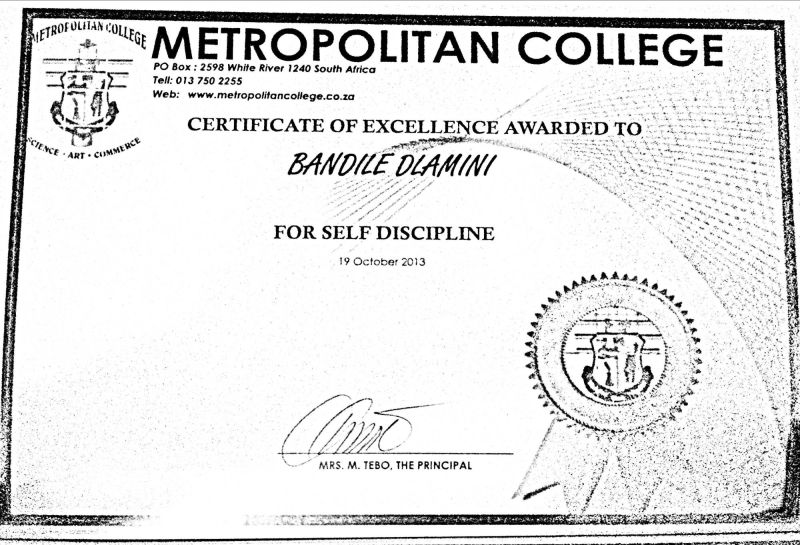 METROPOLITAN COLLEGE
SCIENCE • ART • COMMERCE
METROPOLITAN COLLEGE
PO Box : 2598 White River 1240 South Africa
Tell: 013 750 2255
Web: www.metropolitancollege.co.za
CERTIFICATE OF EXCELLENCE AWARDED TO
BANDILE DLAMINI
FOR SELF DISCIPLINE
19 October 2013
MRS. M. TEBO, THE PRINCIPAL